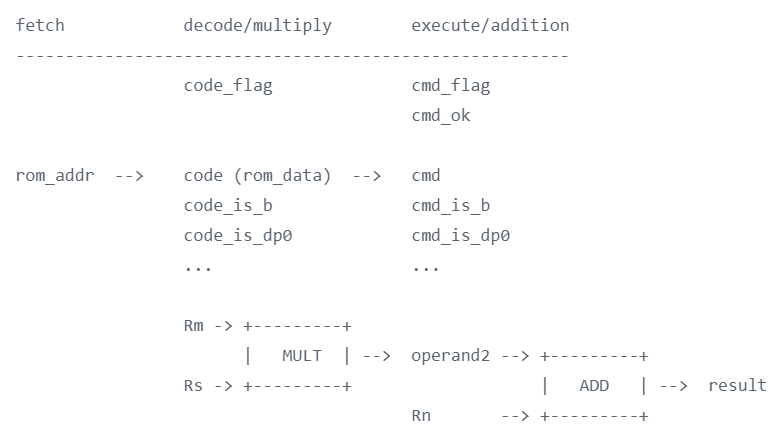 fetch            decode/multiply        execute/addition
--------------------------------------------------------
                 code_flag              cmd_flag
                                        cmd_ok
rom_addr  -->    code (rom_data)  -->   cmd
                 code_is_b              cmd_is_b
                 code_is_dp0            cmd_is_dp0
                 ...                    ...
                 Rm -> +---------+
                       |   MULT  | -->  operand2 --> +---------+
                 Rs -> +---------+                   |   ADD   | -->  result
                                        Rn       --> +---------+